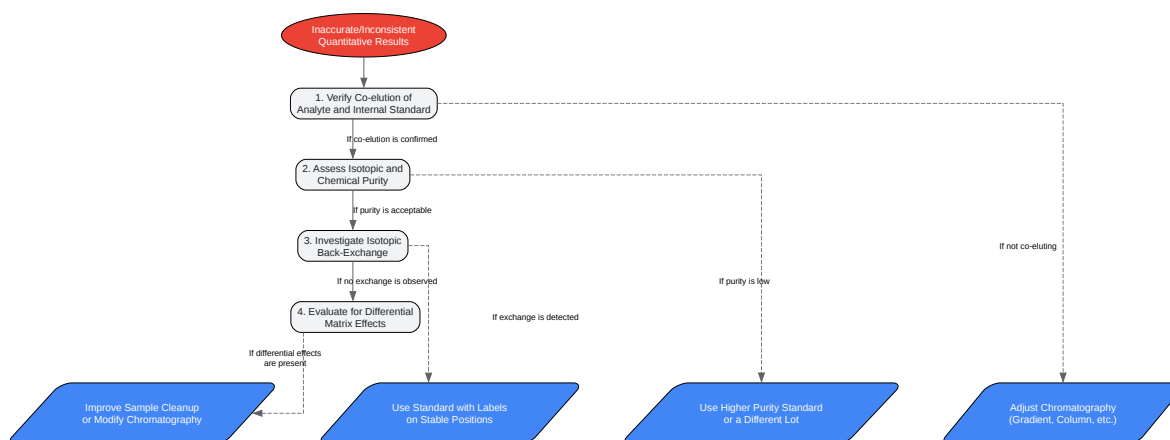 Inaccurate/Inconsistent
Quantitative Results
1. Verify Co-elution of
Analyte and Internal Standard
If co-elution is confirmed
2. Assess Isotopic and
Chemical Purity
If purity is acceptable
3. Investigate Isotopic
Back-Exchange
If not co-eluting
If no exchange is observed
If purity is low
4. Evaluate for Differential
Matrix Effects
If exchange is detected
If differential effects
are present
Improve Sample Cleanup
or Modify Chromatography
Use Standard with Labels
on Stable Positions
Use Higher Purity Standard
or a Different Lot
Adjust Chromatography
(Gradient, Column, etc.)